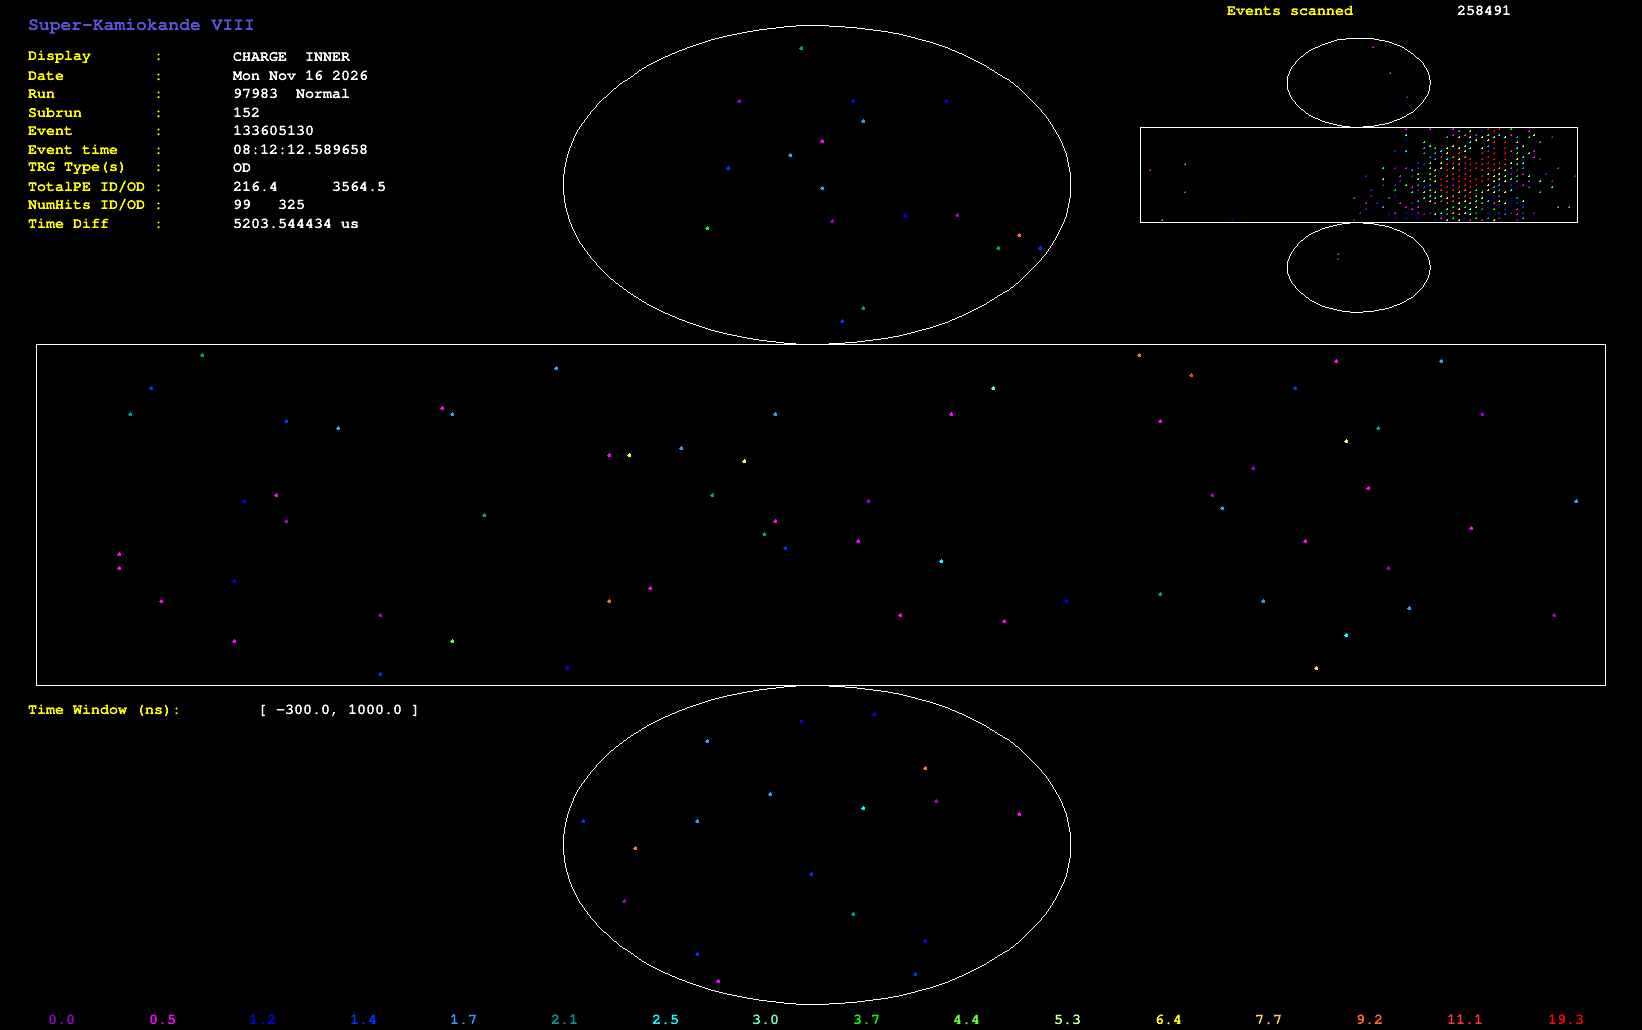 Super-Kamiokande VIII
Events scanned 258491
Display : CHARGE INNER
Date : Mon Nov 16 2026
Run : 97983 Normal
Subrun : 152
Event : 133605130
Event time : 08:12:12.589658
TRG Type(s) : OD
TotalPE ID/OD : 216.4 3564.5
NumHits ID/OD : 99 325
Time Diff : 5203.544434 us
Time Window (ns): [ -300.0, 1000.0 ]
0.0 0.5 1.2 1.4 1.7 2.1 2.5 3.0 3.7 4.4 5.3 6.4 7.7 9.2 11.1 19.3